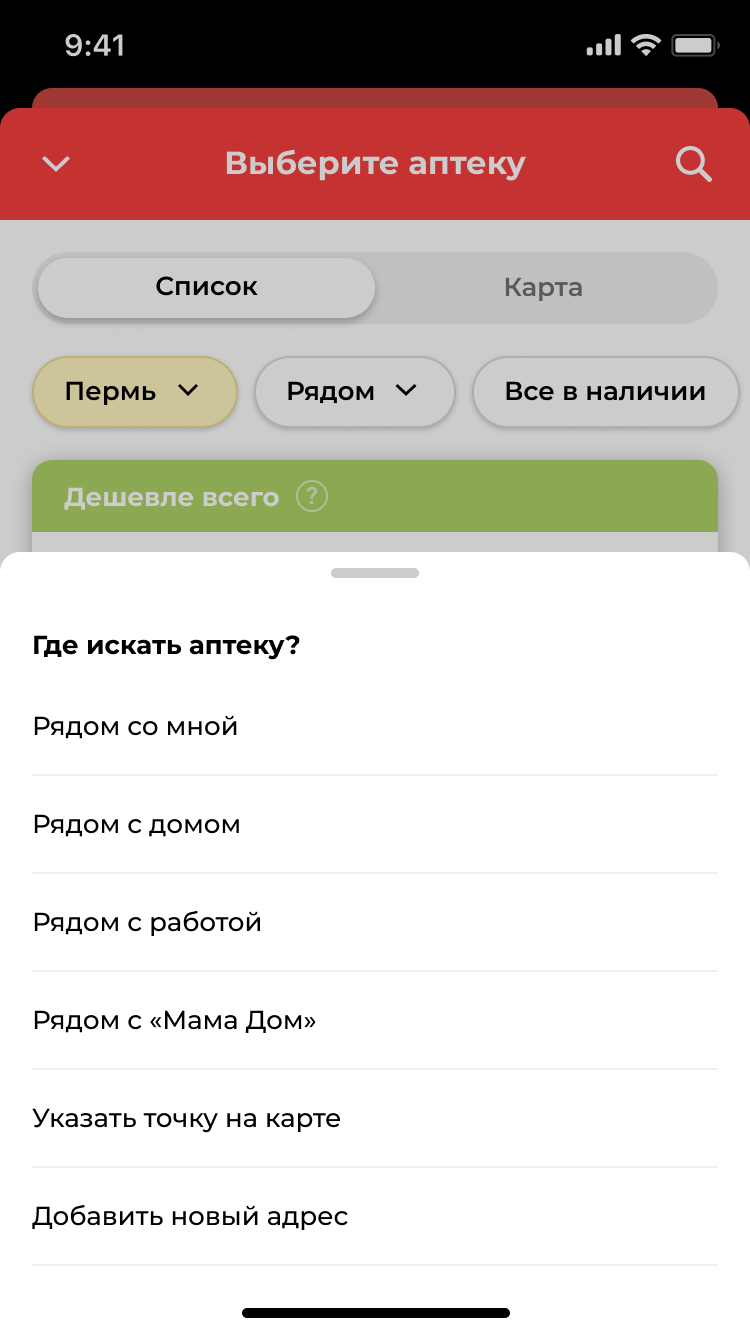 9:41
Выберите аптеку
Список Карта
Пермь Рядом Все в наличии
Дешевле всего ?
Где искать аптеку?
Рядом со мной
Рядом с домом
Рядом с работой
Рядом с «Мама Дом»
Указать точку на карте
Добавить новый адрес